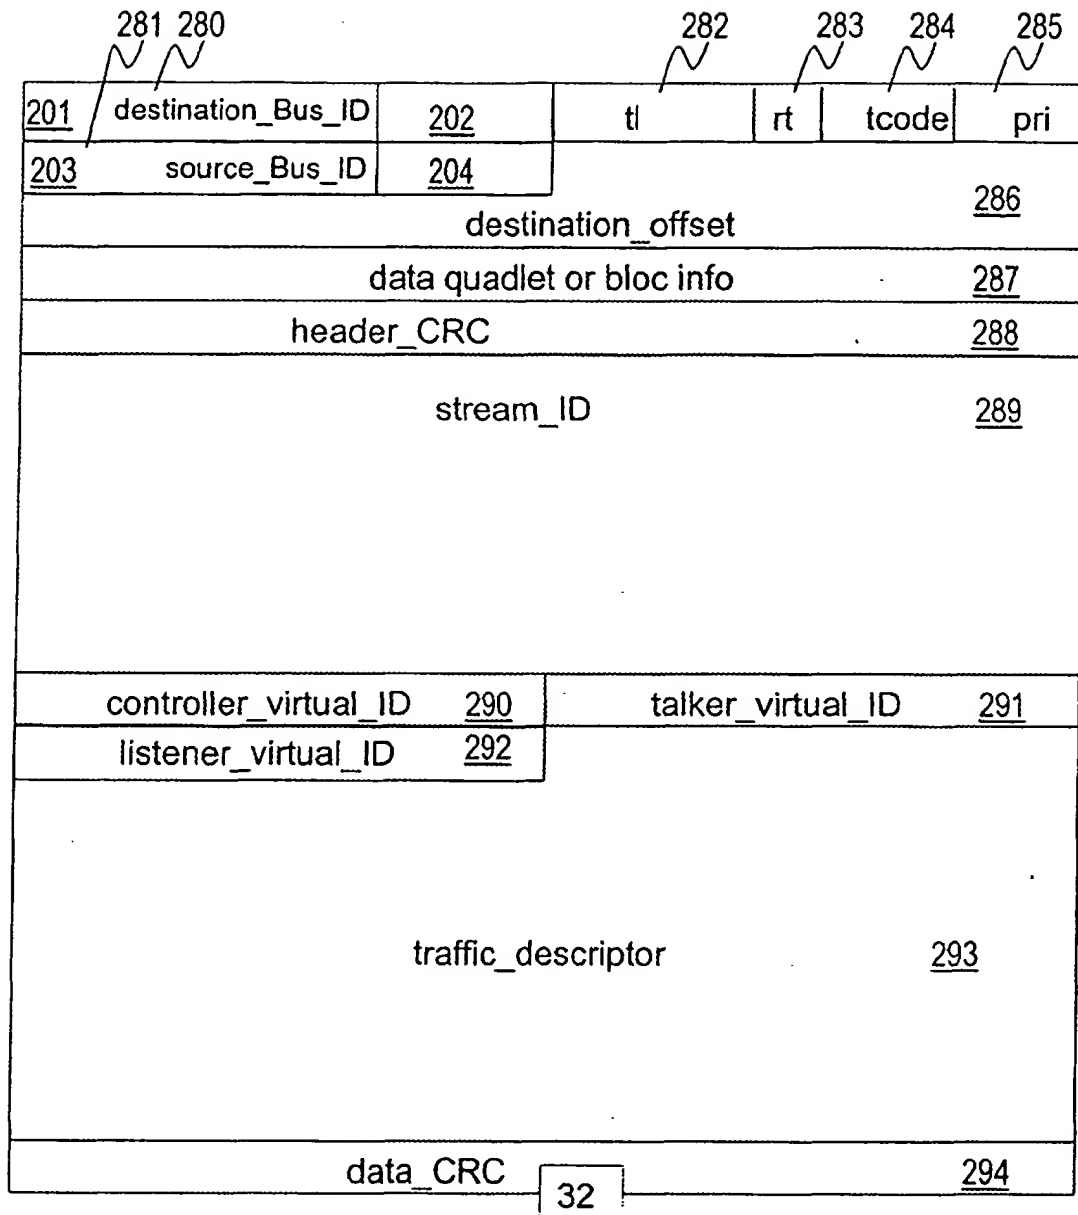 281 280 282 283 284 285
201 destination_Bus_ID 202 tl rt tcode pri
203 source_Bus_ID 204
286
destination_offset
data quadlet or bloc info 287
header_CRC 288
stream_ID 289
controller_virtual_ID 290 talker_virtual_ID 291
listener_virtual_ID 292
traffic_descriptor 293
data_CRC 294
32